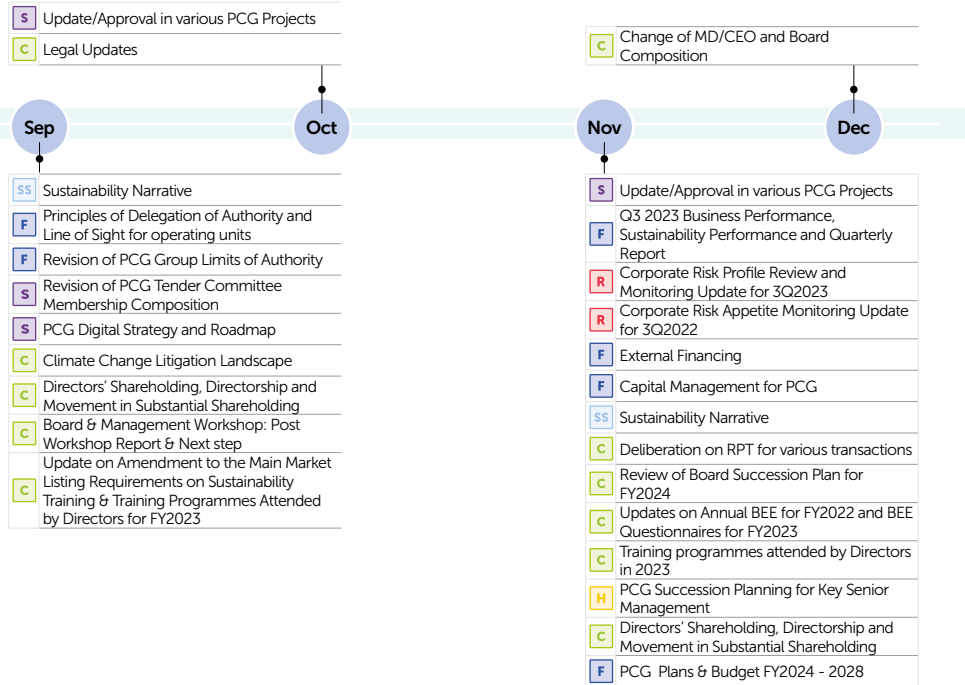 S Update/Approval in various PCG Projects
C Legal Updates
C Change of MD/CEO and Board
Composition
Sep
Oct
Nov
Dec
SS Sustainability Narrative
F Principles of Delegation of Authority and
Line of Sight for operating units
F Revision of PCG Group Limits of Authority
S Revision of PCG Tender Committee
Membership Composition
S PCG Digital Strategy and Roadmap
C Climate Change Litigation Landscape
C Directors’ Shareholding, Directorship and
Movement in Substantial Shareholding
C Board & Management Workshop: Post
Workshop Report & Next step
C Update on Amendment to the Main Market
Listing Requirements on Sustainability
Training & Training Programmes Attended
by Directors for FY2023
S Update/Approval in various PCG Projects
F Q3 2023 Business Performance,
Sustainability Performance and Quarterly
Report
R Corporate Risk Profile Review and
Monitoring Update for 3Q2023
R Corporate Risk Appetite Monitoring Update
for 3Q2022
F External Financing
F Capital Management for PCG
SS Sustainability Narrative
C Deliberation on RPT for various transactions
C Review of Board Succession Plan for
FY2024
C Updates on Annual BEE for FY2022 and BEE
Questionnaires for FY2023
C Training programmes attended by Directors
in 2023
H PCG Succession Planning for Key Senior
Management
C Directors’ Shareholding, Directorship and
Movement in Substantial Shareholding
F PCG Plans & Budget FY2024 - 2028